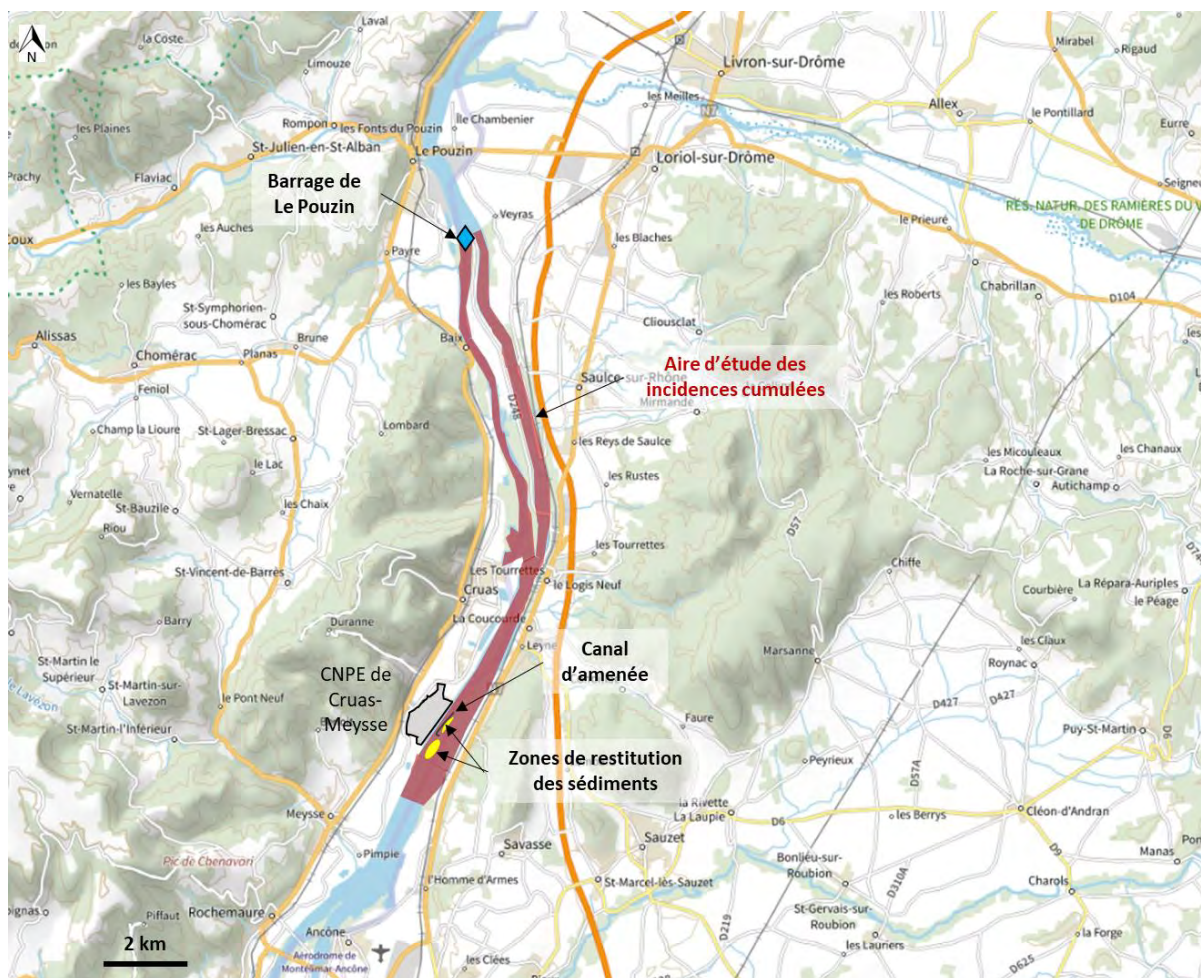 N
la Coste
Laval
Limouze
Livron-sur-Drôme
Mirabel
Rigaud
les Meilles
Allex
le Pontillard
Eurre
les Plaines
Rompon
les Fonts du Pouzin
Île Chambenier
N7
St-Julien-en-St-Alban
Le Pouzin
Loriol-sur-Drôme
Prachy
Flaviac
Barrage de
Le Pouzin
Veyras
le Prieuré
RÉS. NATUR. DES RAMIÈRES DU V
DE DRÔME
les Auches
Payre
les Blaches
les Bayles
les Roberts
Chabrillan
D104
St-Symphorien-
sous-Chomérac
Cliousclat
Alissas
Brune
Baix
Chomérac
Planas
Feniol
Aire d'étude des
incidences cumulées
Saulce-sur-Rhône
Mirmande
D248
Champ la Lioure
St-Lager-Bressac
Lombard
les Reys de Saulce
les Micouleaux
les Chanaux
La Roche-sur-Grane
Autichamp
le Lac
les Rustes
Vernatelle
St-Bauzile
les Chaix
Riou
D57
les Tourrettes
Les Tourrettes
Chiffe
St-Vincent-de-Barrès
le Logis Neuf
Cruas
Courbière
La Répara-Auriples
le Péage
La Coucourde
Barry
Duranne
Leyne
les Claux
Canal
d'amenée
Marsanne
Roynac
St-Martin le
Supérieur
St-Martin-sur-
Lavezon
le Pont Neuf
CNPE de
Cruas-
Meysse
D427
D427
St-Martin-l'Inférieur
Faure
Puy-St-Martin
D6
Zones de restitution
des sédiments
Peyrieux
D57A
la Rivette
La Laupie
D6
les Berrys
Cléon-d'Andran
Meysse
Pic de Chenavari
Pimpie
Savasse
Sauzet
D9
Manas
Bonlieu-sur-
Roubion
l'Homme d'Armes
St-Marcel-lès-Sauzet
D310A
Charols
Piffaut
Rochemaure
St-Gervais-sur-
Roubion
D219
la Forge
2 km
Ancône
les Lauriers
Aérodrome de
Montélimar-Ancône
les Clées
D625